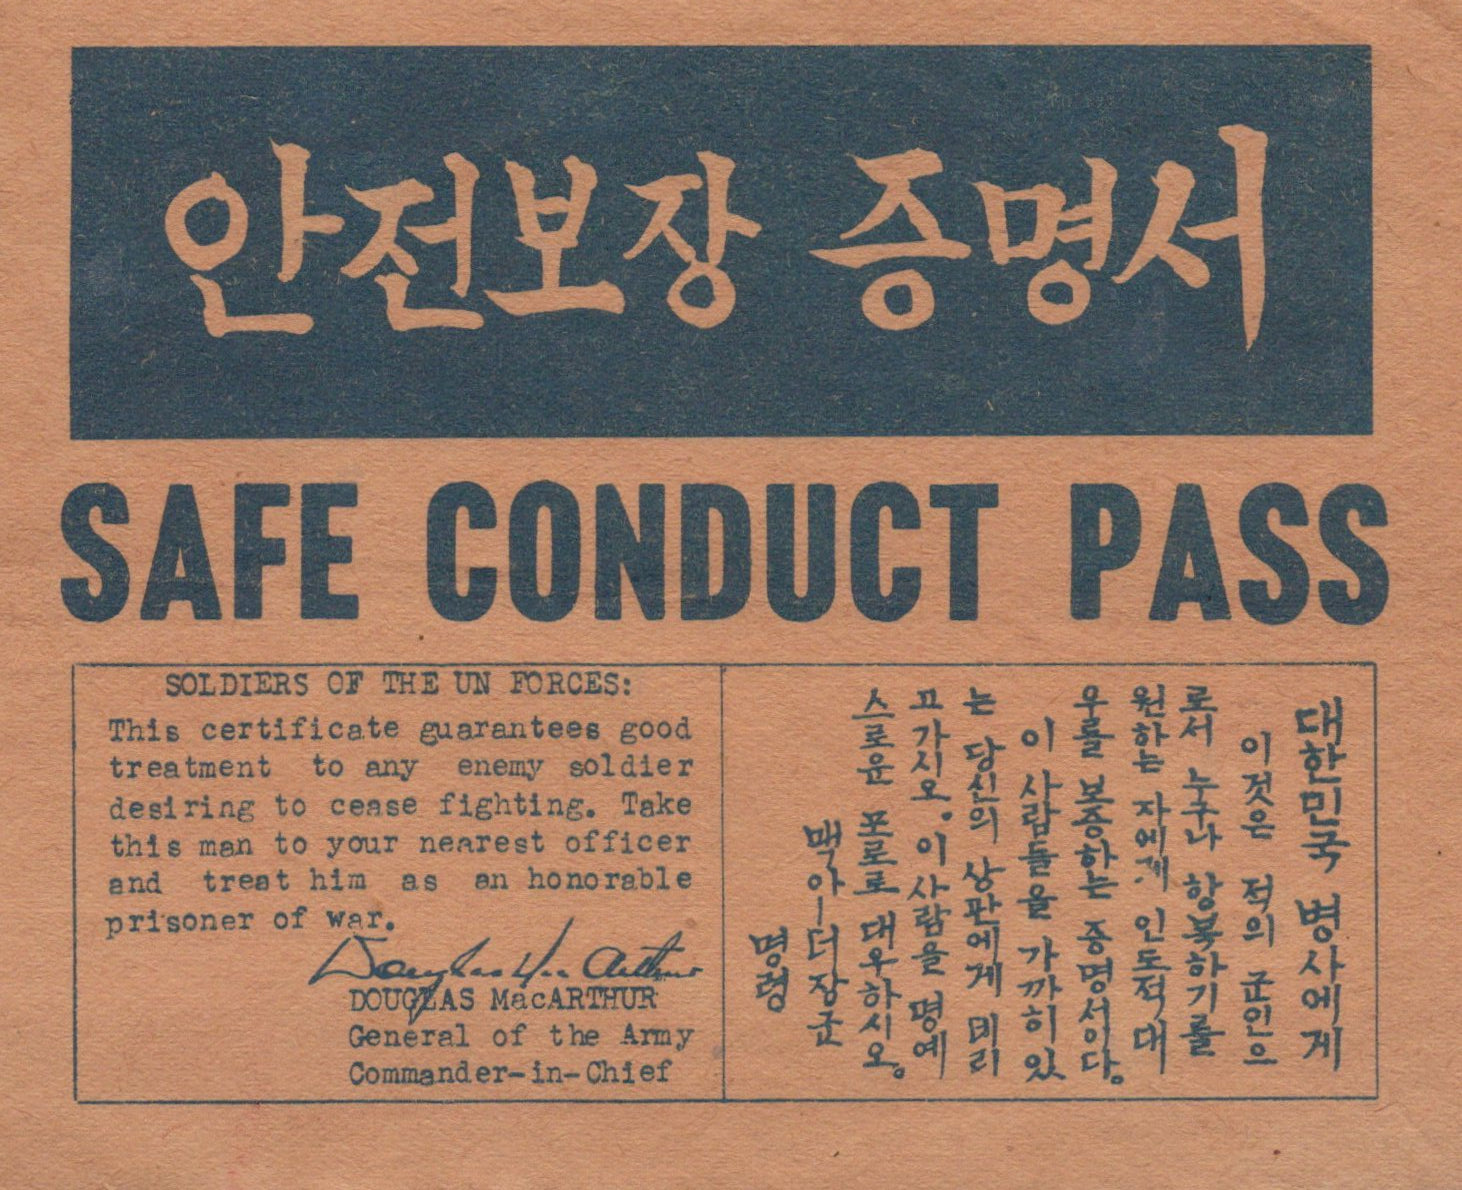 안전보장 증명서
SAFE CONDUCT PASS
SOLDIERS OF THE UN FORCES:
This certificate guarantees good
treatment to any enemy soldier
desiring to cease fighting. Take
this man to your nearest officer
and treat him as an honorable
prisoner of war.
Douglas MacArthur
DOUGLAS MacARTHUR
General of the Army
Commander-in-Chief
대한민국 병사에게
이것은 적의 군인으
로서 누구나 항복하기를
원하는 자에게 인도적 대
우를 보증하는 증명서이다。
이 사람들을 가까히 있
는 당신의 상관에게 데리
고 가시오。이 사람을 명예
스로운 포로로 대우하시오。
맥아ー더 장군
명령